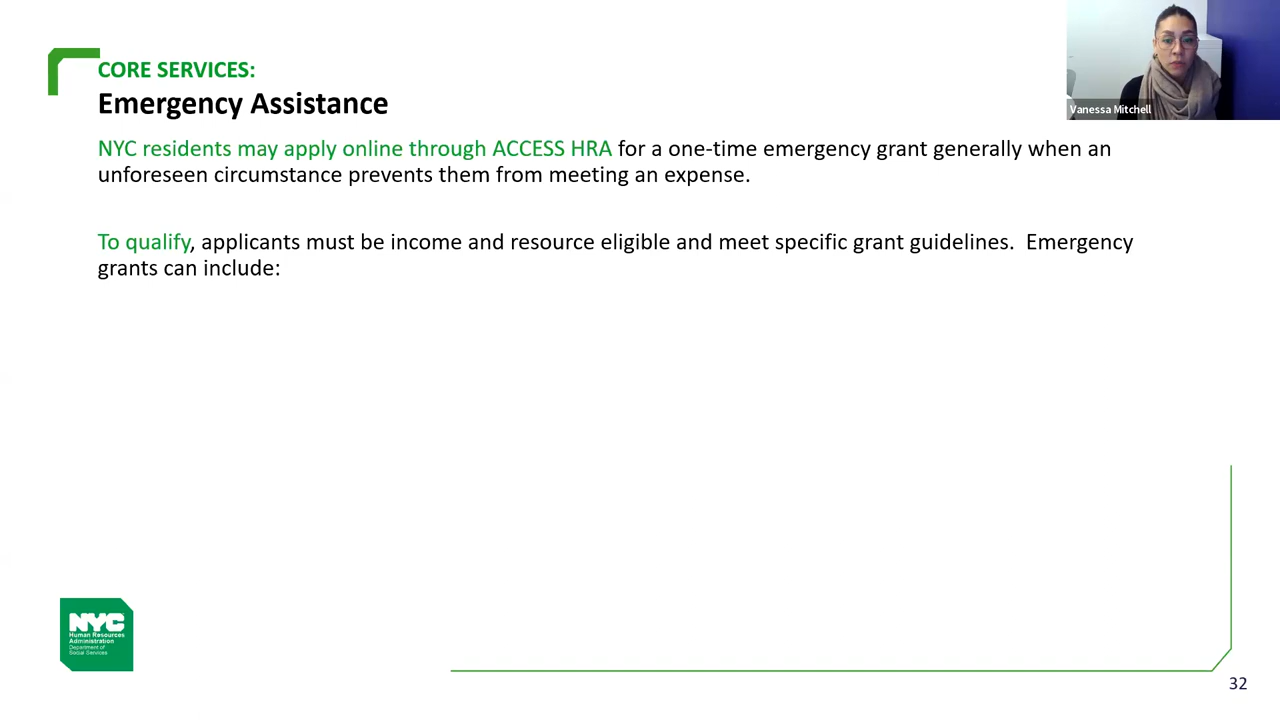 CORE SERVICES:
Emergency Assistance
Vanessa Mitchell
NYC residents may apply online through ACCESS HRA for a one-time emergency grant generally when an
unforeseen circumstance prevents them from meeting an expense.
To qualify, applicants must be income and resource eligible and meet specific grant guidelines.  Emergency
grants can include:
NYC
Human Resources
Administration
Department of
Social Services
32